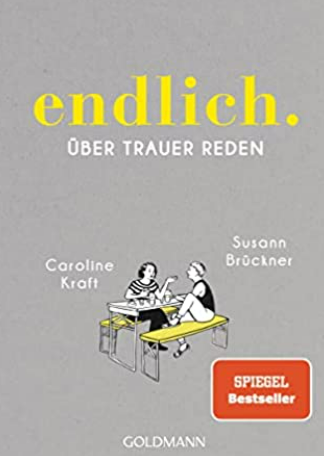 endlich.
ÜBER TRAUER REDEN
Caroline
Kraft
Susann
Brückner
SPIEGEL
Bestseller
GOLDMANN